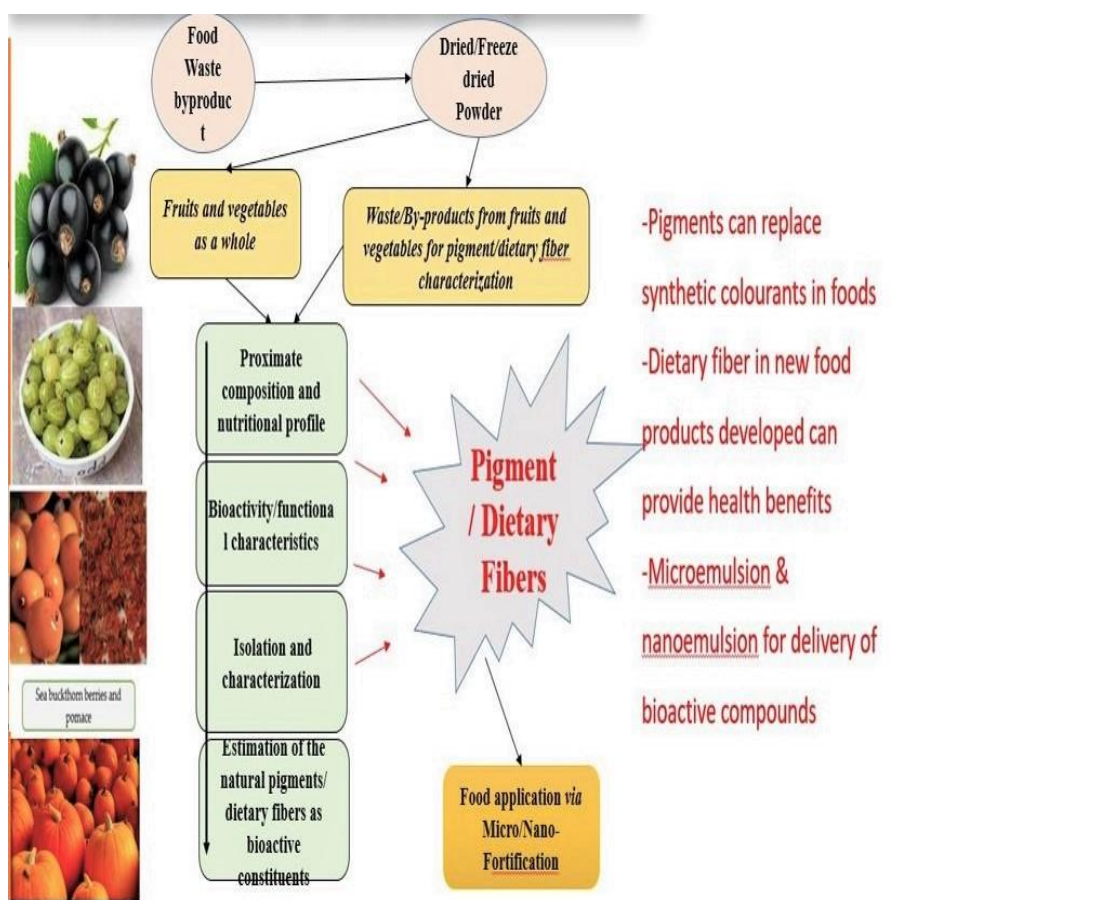 Food
Waste
byproduc
t
Dried/Freeze
dried
Powder
Fruits and vegetables
as a whole
Waste/By-products from fruits and
vegetables for pigment/dietary fiber
characterization
Proximate
composition and
nutritional profile
Bioactivity/functiona
l characteristics
Isolation and
characterization
Estimation of the
natural pigments/
dietary fibers as
bioactive
constituents
Pigment
/ Dietary
Fibers
Food application via
Micro/Nano-
Fortification
-Pigments can replace
synthetic colourants in foods
-Dietary fiber in new food
products developed can
provide health benefits
-Microemulsion &
nanoemulsion for delivery of
bioactive compounds
Sea buckthorn berries and
pomace